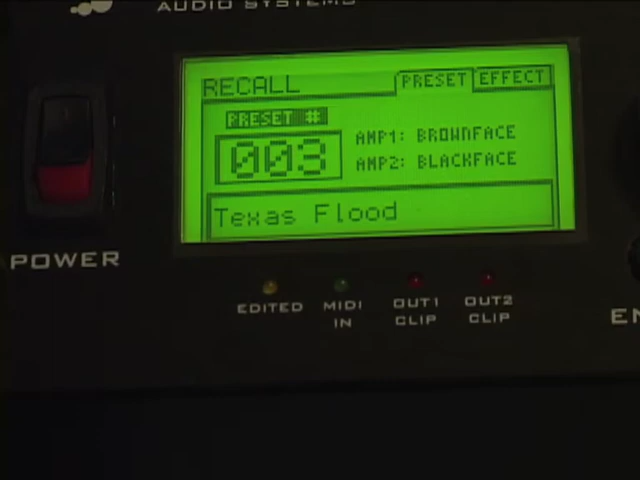 AUDIO SYSTEMS
RECALL
PRESET EFFECT
PRESET #
003
AMP1: BROWNFACE
AMP2: BLACKFACE
Texas Flood
POWER
EDITED
MIDI
IN
OUT1
CLIP
OUT2
CLIP